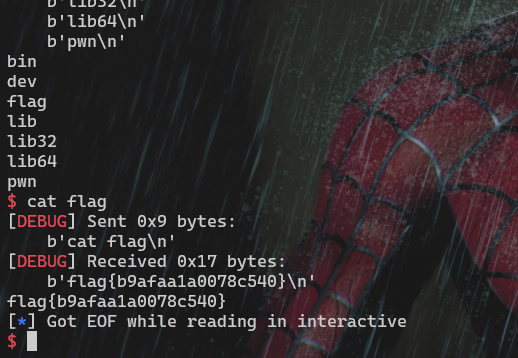 b'lib32\n'
b'lib64\n'
b'pwn\n'
bin
dev
flag
lib
lib32
lib64
pwn
$ cat flag
[DEBUG] Sent 0x9 bytes:
b'cat flag\n'
[DEBUG] Received 0x17 bytes:
b'flag{b9afaa1a0078c540}\n'
flag{b9afaa1a0078c540}
[*] Got EOF while reading in interactive
$